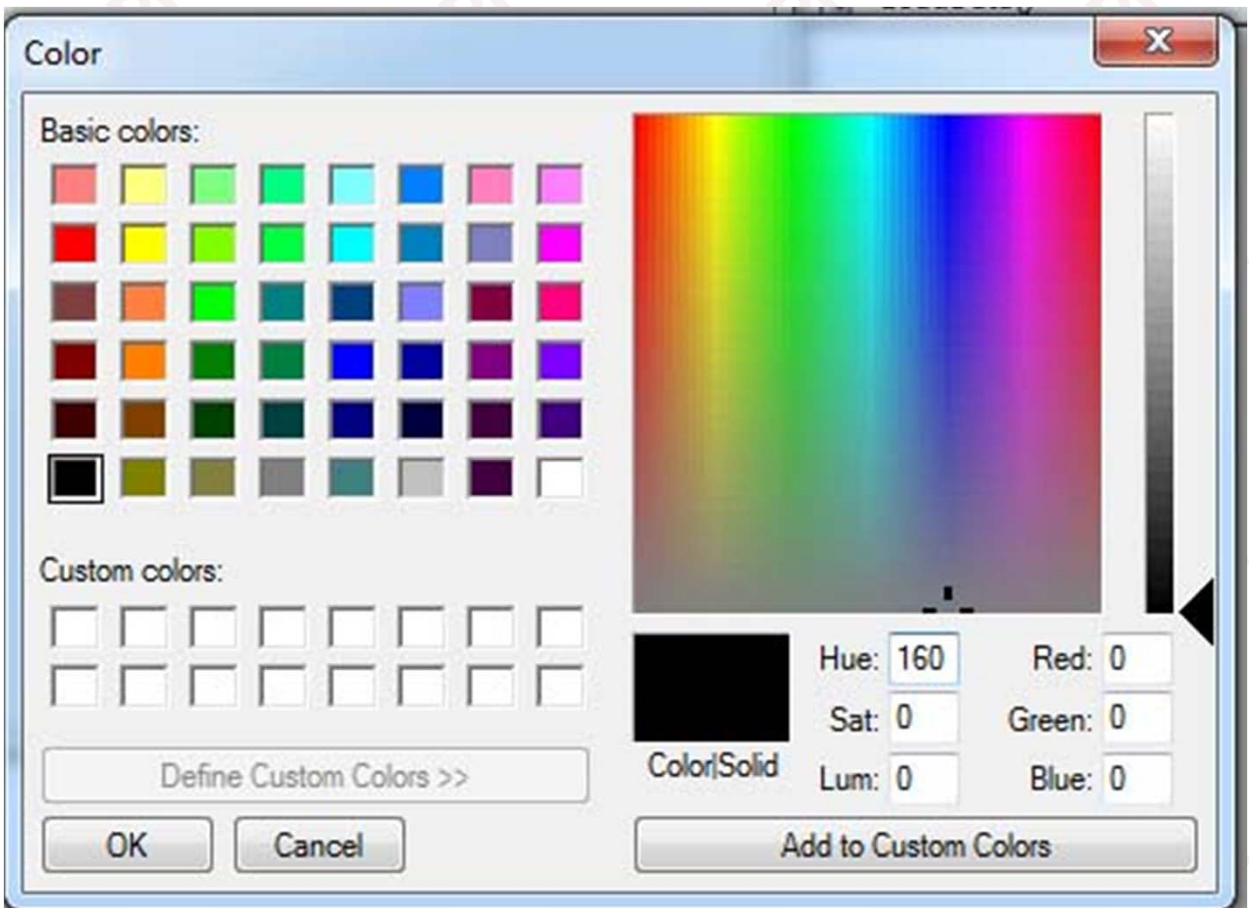 Color
Basic colors:
Custom colors:
Define Custom Colors >>
OK
Cancel
Color|Solid
Hue: 160
Sat: 0
Lum: 0
Red: 0
Green: 0
Blue: 0
Add to Custom Colors